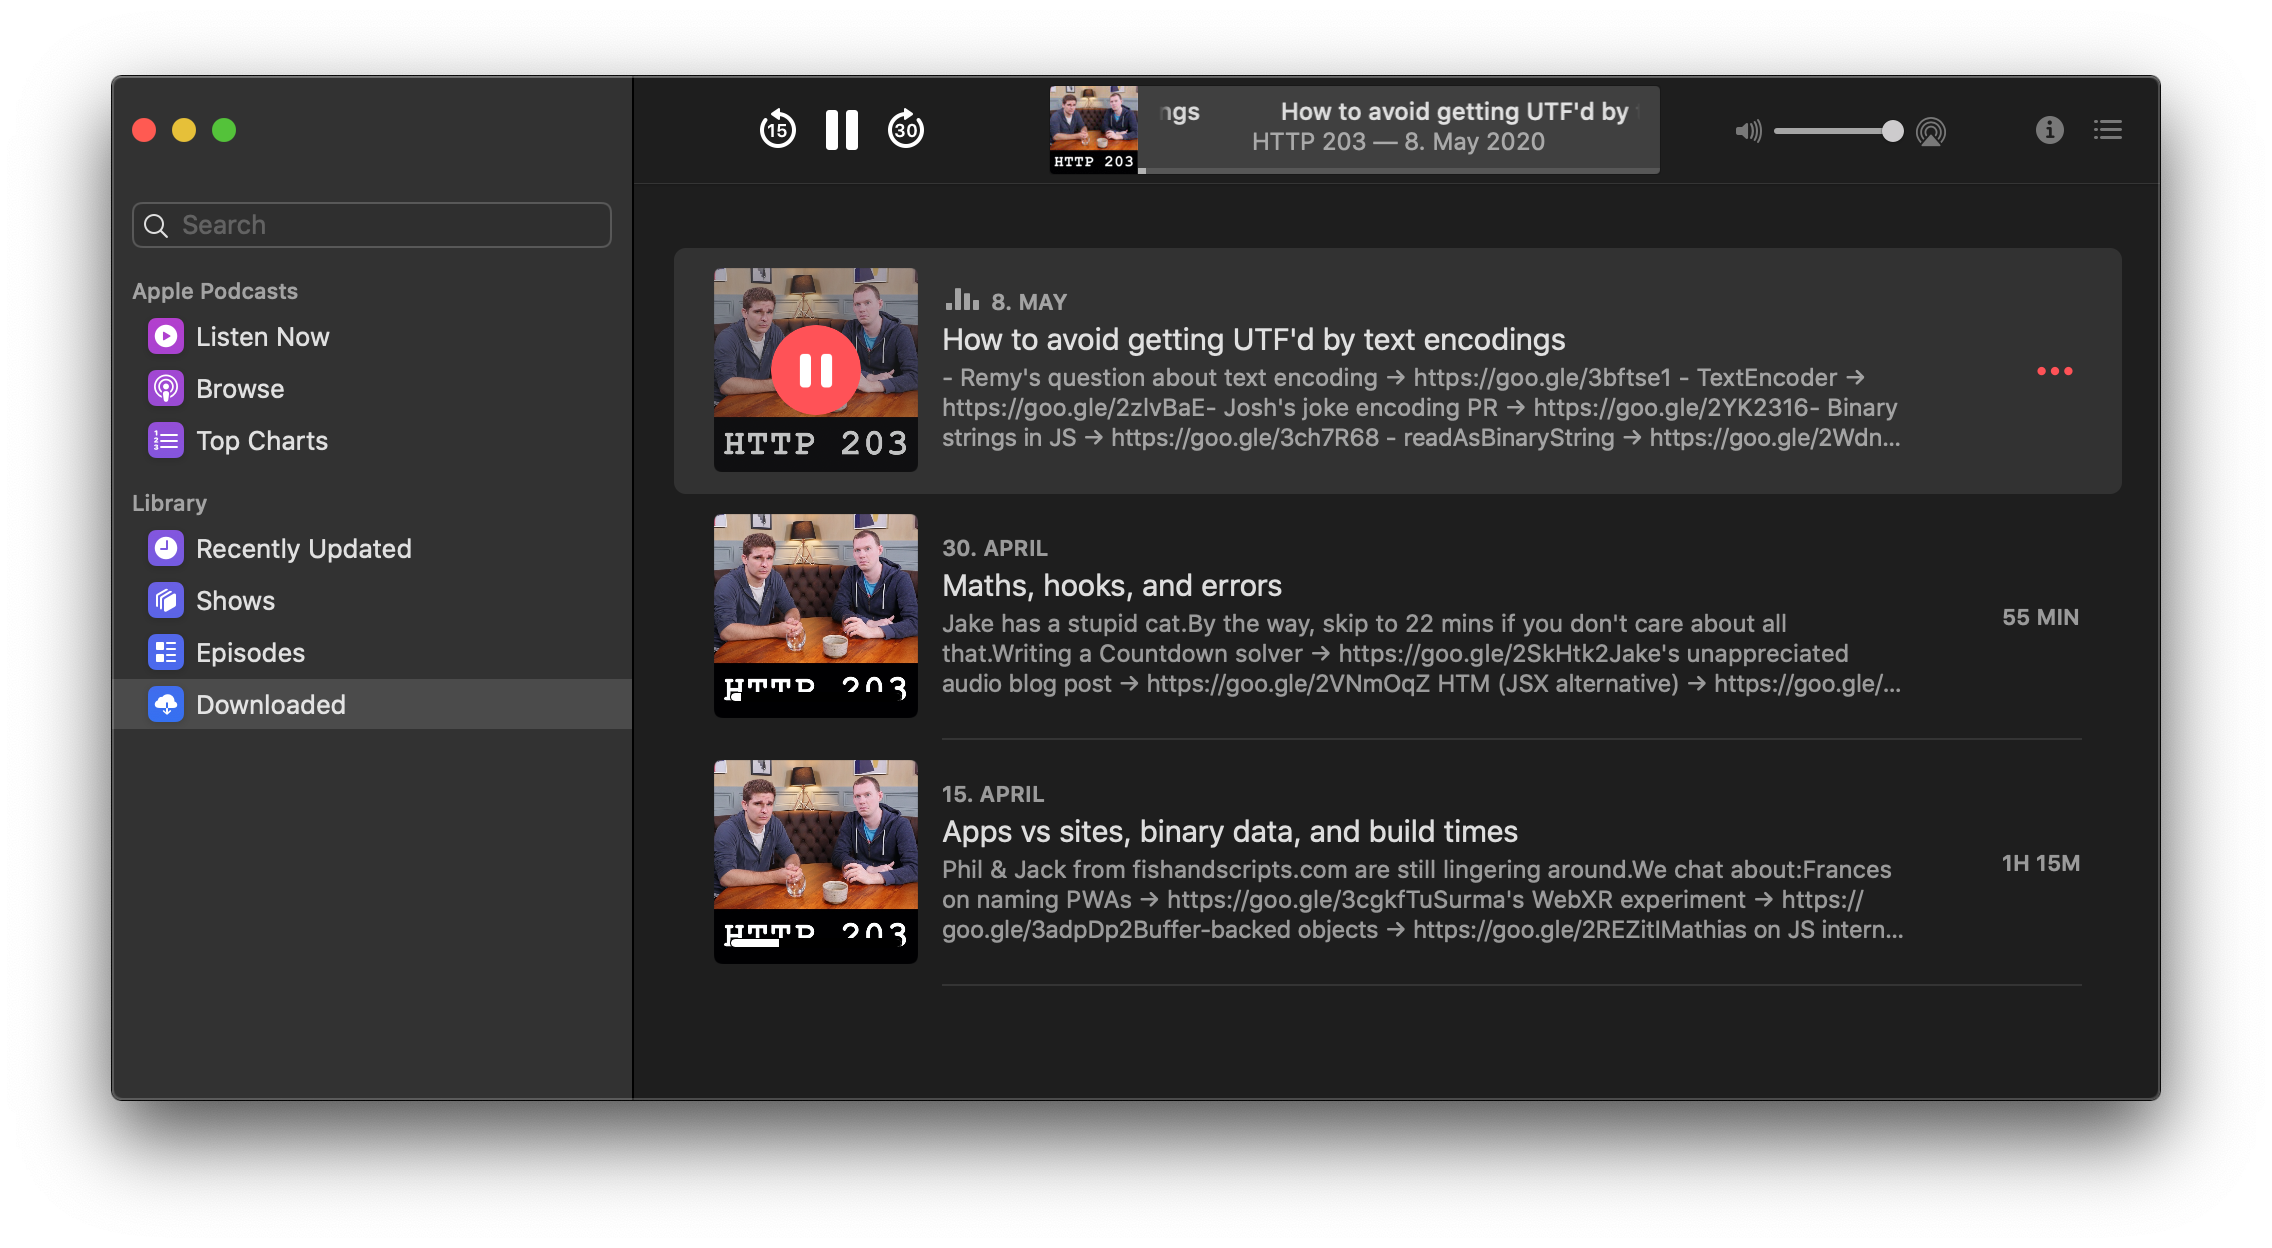 15
30
ngs How to avoid getting UTF'd by
HTTP 203 — 8. May 2020
HTTP 203
Search
Apple Podcasts
Listen Now
Browse
Top Charts
Library
Recently Updated
Shows
Episodes
Downloaded
8. MAY
How to avoid getting UTF'd by text encodings
- Remy's question about text encoding → https://goo.gle/3bftse1 - TextEncoder →
https://goo.gle/2zlvBaE- Josh's joke encoding PR → https://goo.gle/2YK2316- Binary
strings in JS → https://goo.gle/3ch7R68 - readAsBinaryString → https://goo.gle/2Wdn...
HTTP 203
30. APRIL
Maths, hooks, and errors
Jake has a stupid cat.By the way, skip to 22 mins if you don't care about all
that.Writing a Countdown solver → https://goo.gle/2SkHtk2Jake's unappreciated
audio blog post → https://goo.gle/2VNmOqZ HTM (JSX alternative) → https://goo.gle/...
55 MIN
HTTP 203
15. APRIL
Apps vs sites, binary data, and build times
Phil & Jack from fishandscripts.com are still lingering around.We chat about:Frances
on naming PWAs → https://goo.gle/3cgkfTuSurma's WebXR experiment → https://
goo.gle/3adpDp2Buffer-backed objects → https://goo.gle/2REZitlMathias on JS intern...
1H 15M
HTTP 203